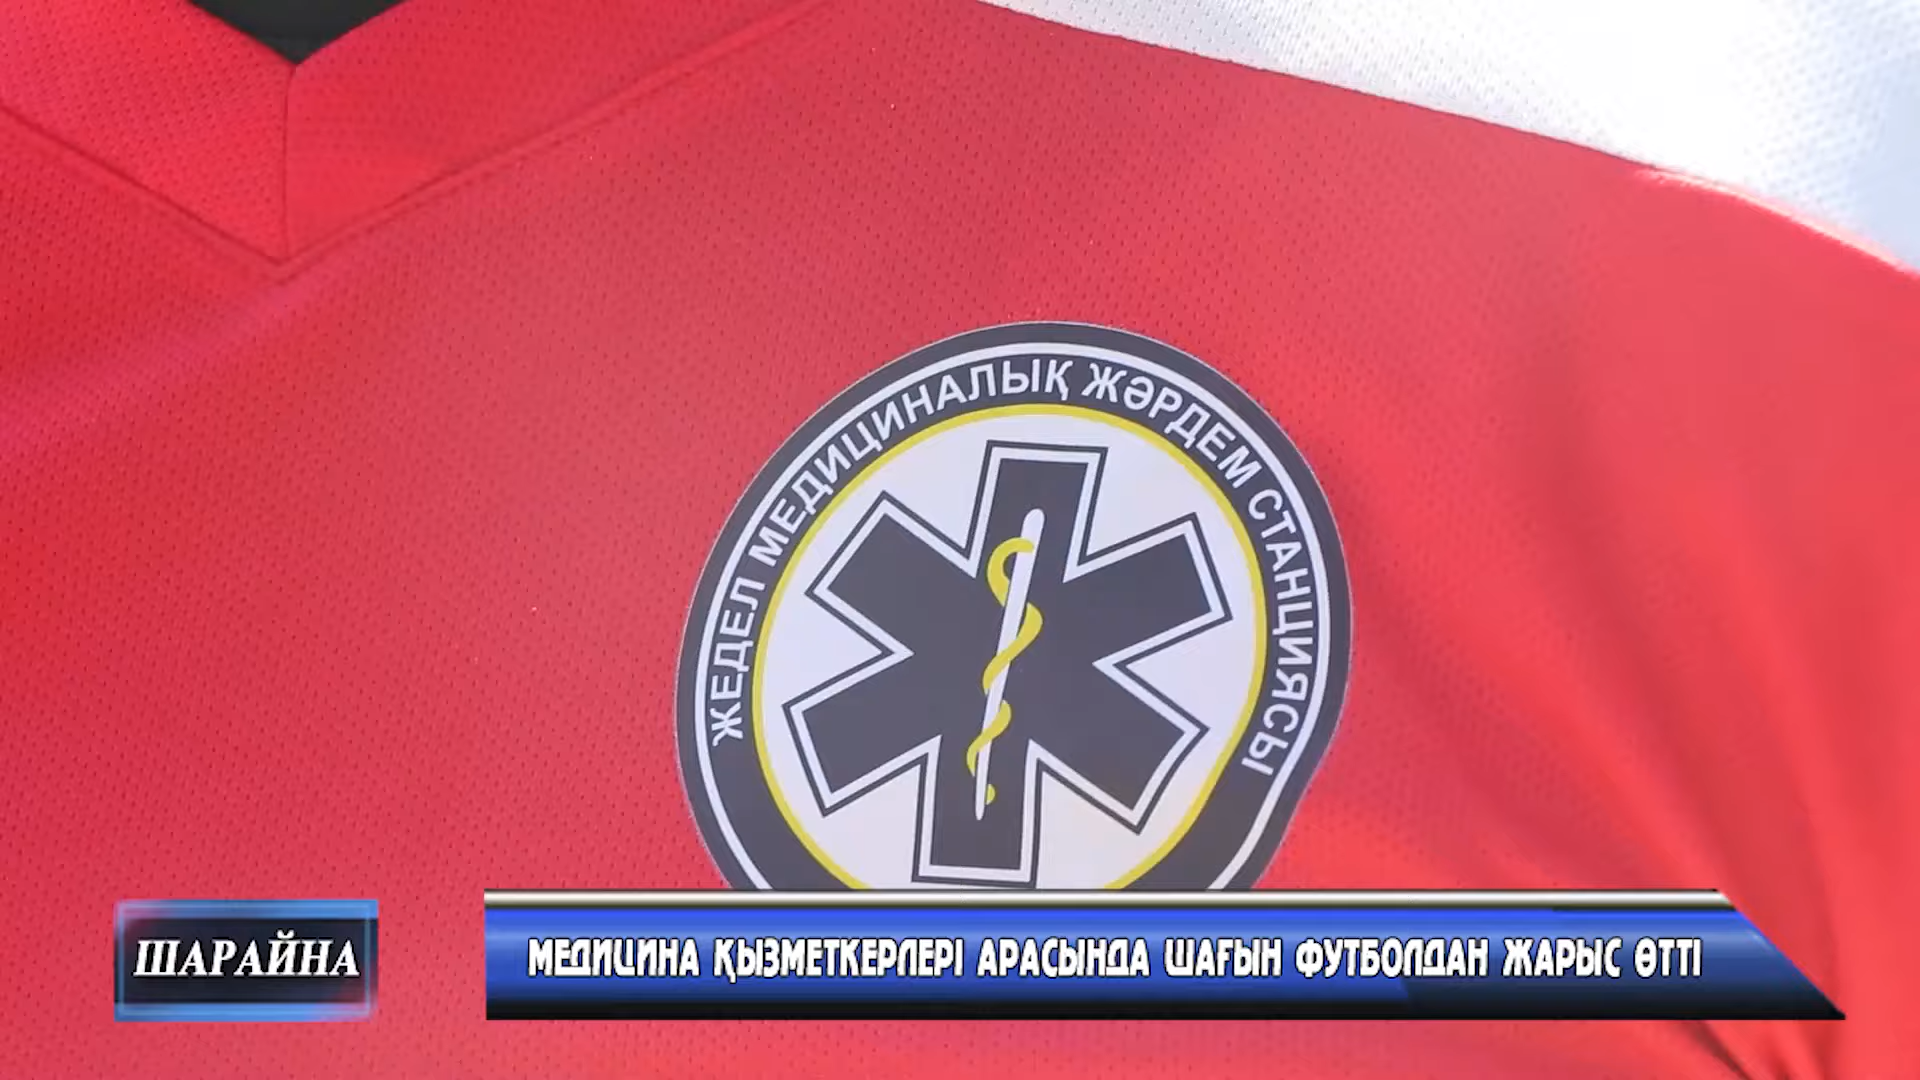 ЖЕДЕЛ МЕДИЦИНАЛЫҚ ЖӘРДЕМ СТАНЦИЯСЫ
ШАРАЙНА
МЕДИЦИНА ҚЫЗМЕТКЕРЛЕРІ АРАСЫНДА ШАҒЫН ФУТБОЛДАН ЖАРЫС ӨТТІ